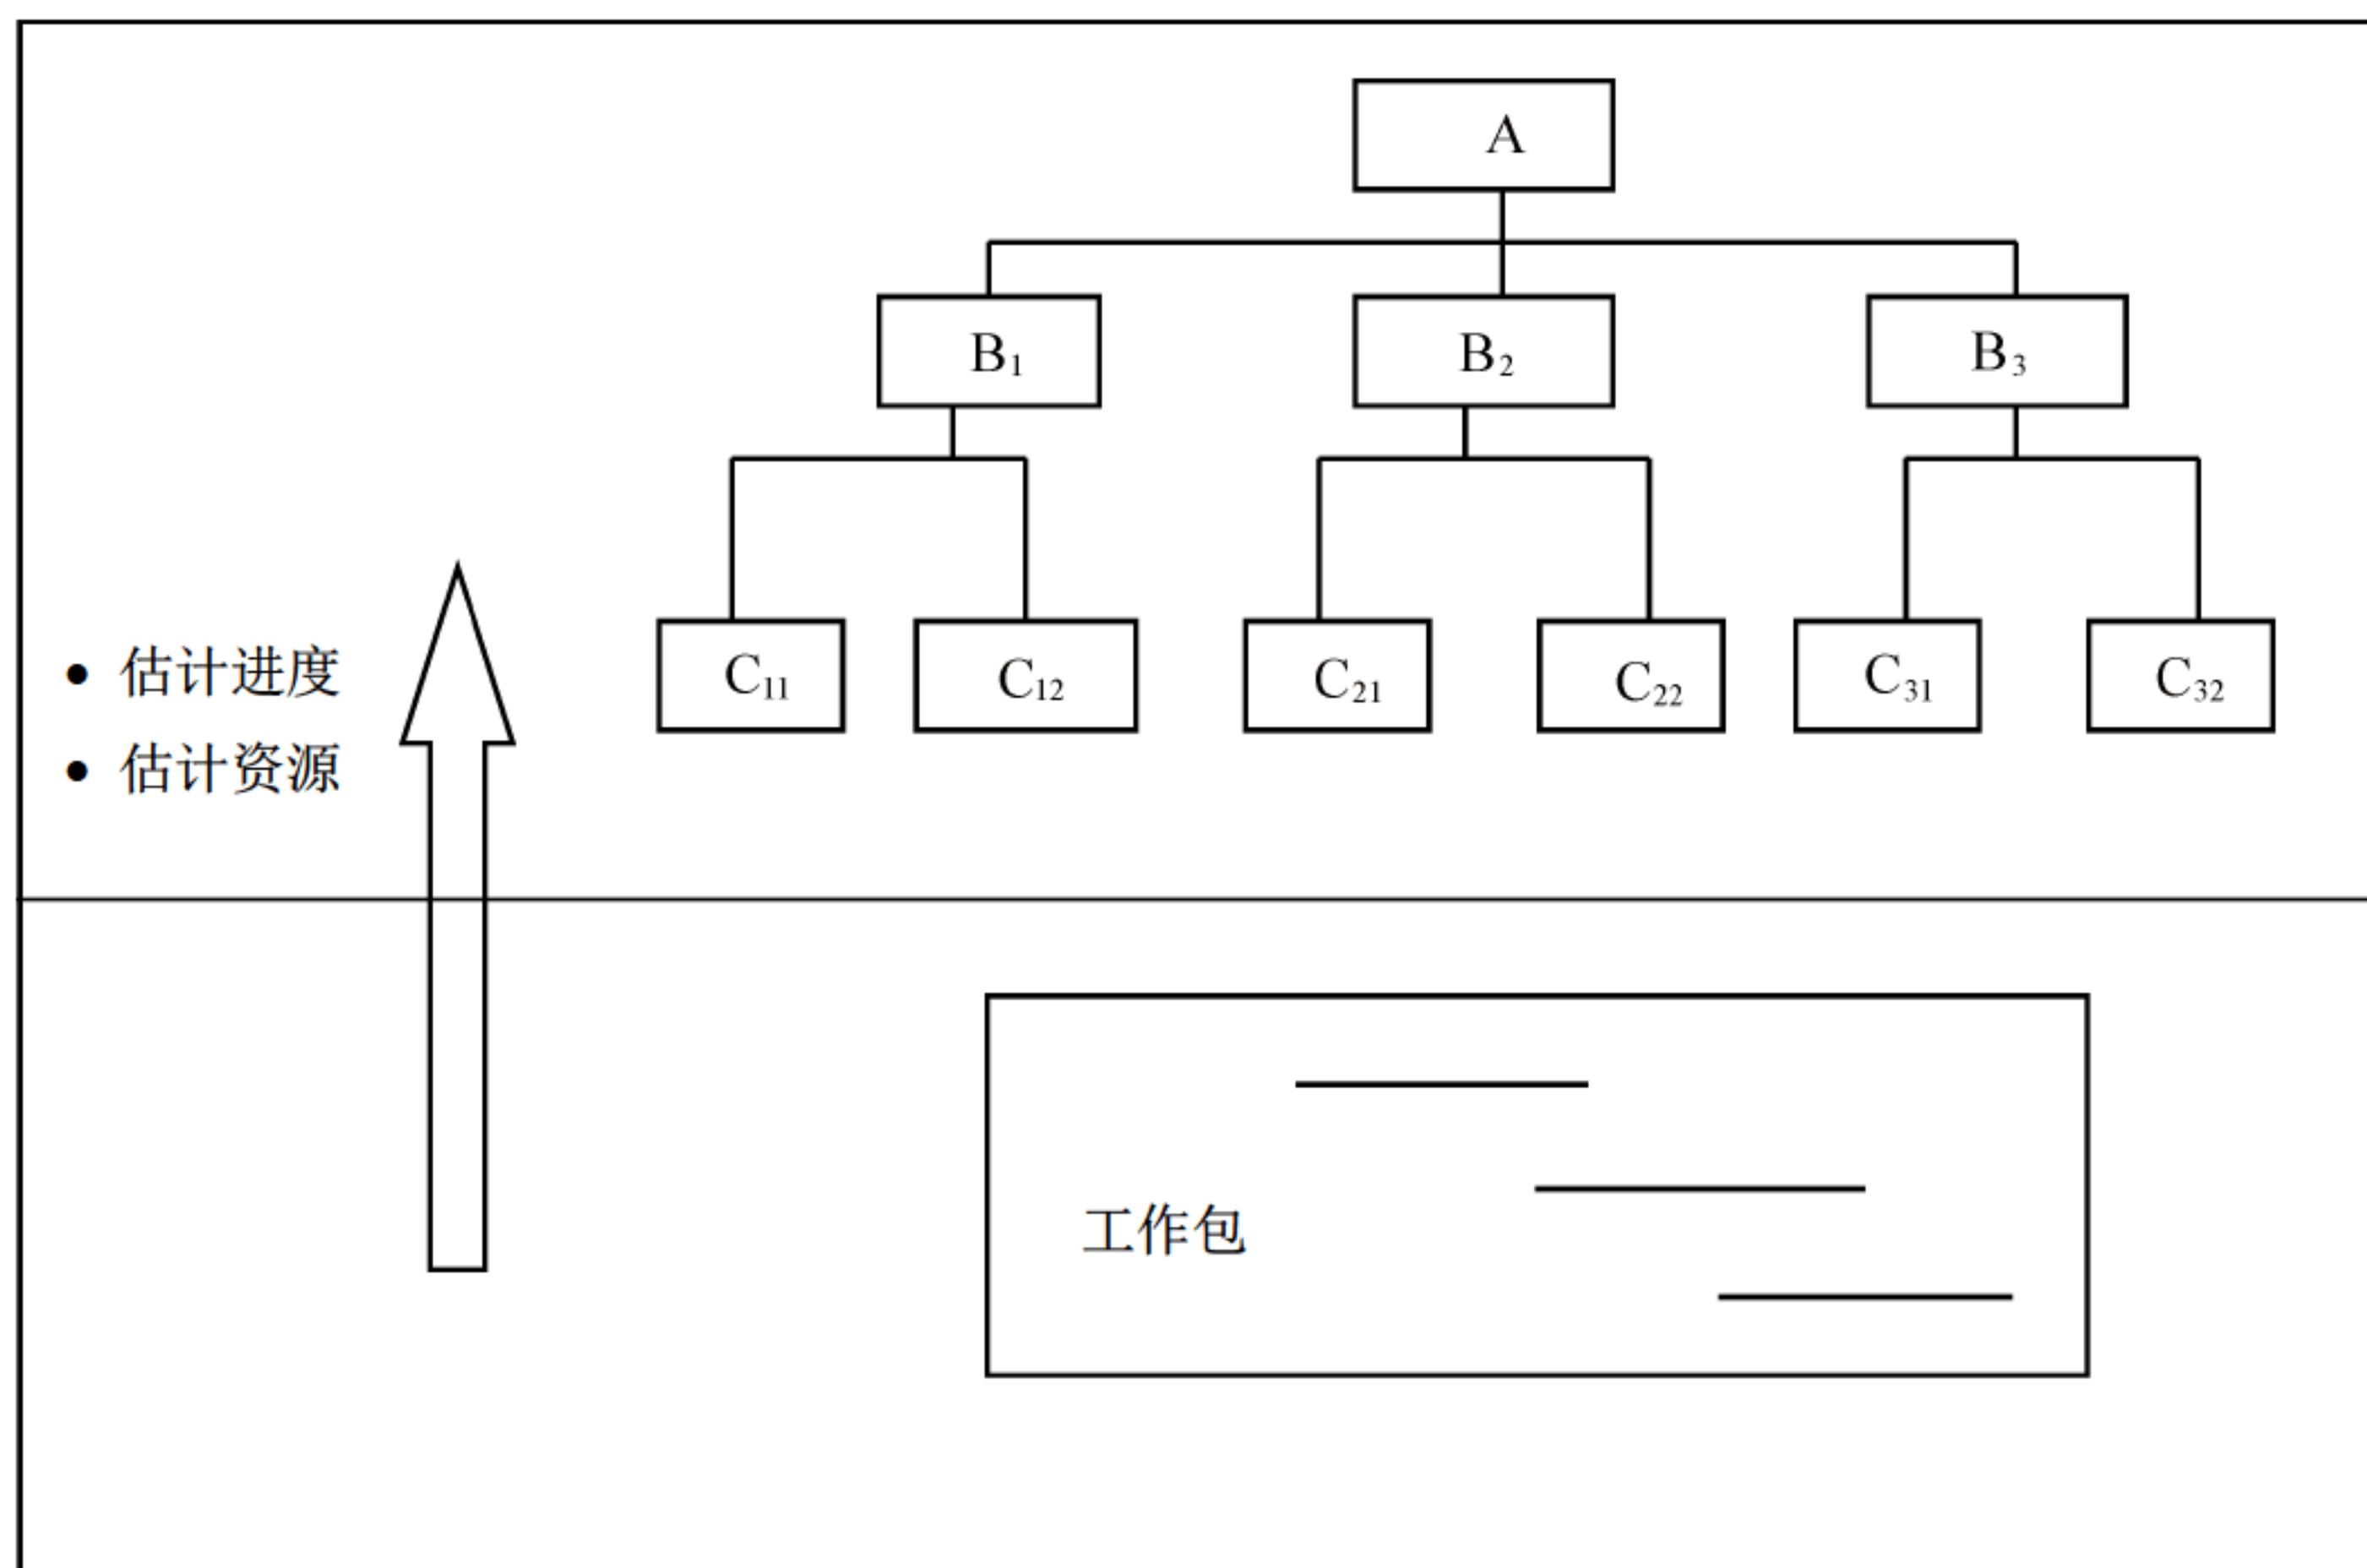 A
B₁ B₂ B₃
C₁₁ C₁₂ C₂₁ C₂₂ C₃₁ C₃₂
• 估计进度
• 估计资源
工作包